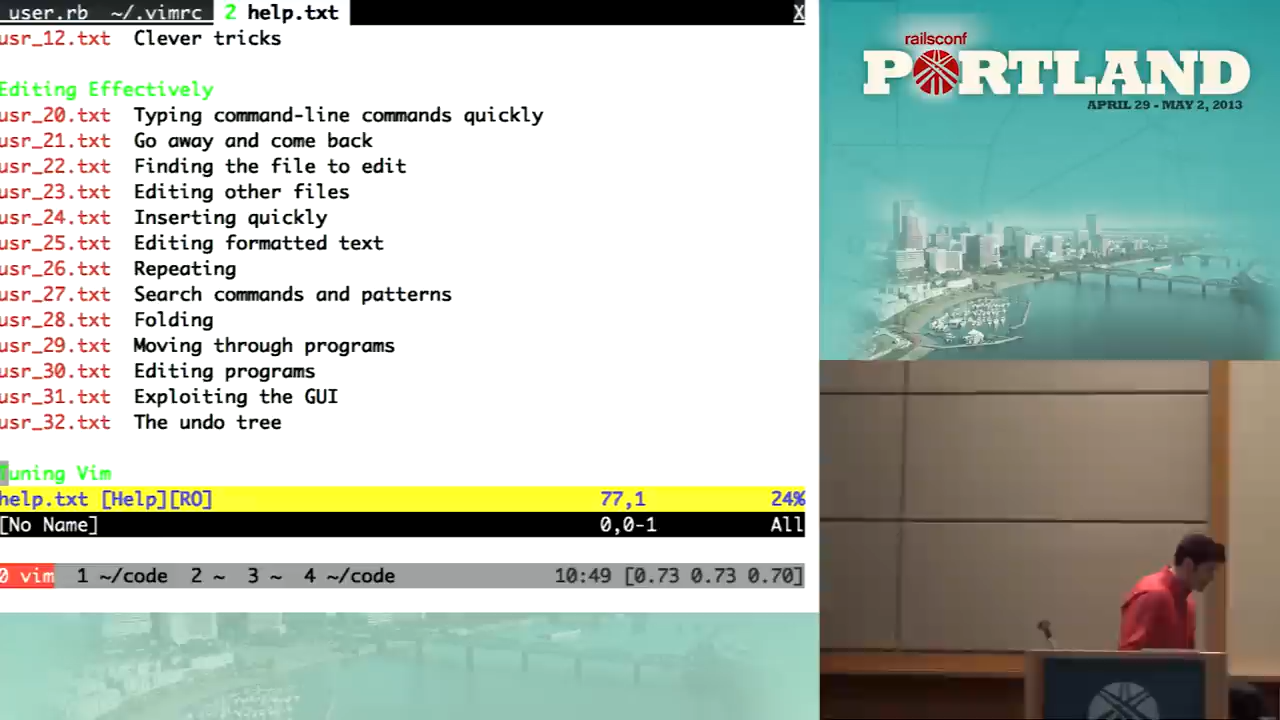 user.rb ~/.vimrc 2 help.txt X
usr_12.txt Clever tricks
Editing Effectively
usr_20.txt Typing command-line commands quickly
usr_21.txt Go away and come back
usr_22.txt Finding the file to edit
usr_23.txt Editing other files
usr_24.txt Inserting quickly
usr_25.txt Editing formatted text
usr_26.txt Repeating
usr_27.txt Search commands and patterns
usr_28.txt Folding
usr_29.txt Moving through programs
usr_30.txt Editing programs
usr_31.txt Exploiting the GUI
usr_32.txt The undo tree
Tuning Vim
help.txt [Help][RO] 77,1 24%
[No Name] 0,0-1 All
0 vim 1 ~/code 2 ~ 3 ~ 4 ~/code 10:49 [0.73 0.73 0.70]
railsconf
PORTLAND
APRIL 29 - MAY 2, 2013